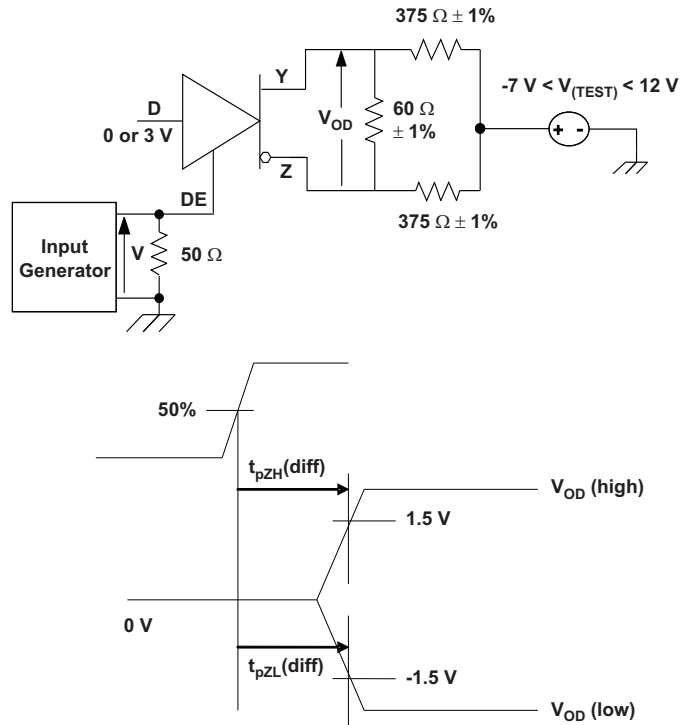 375 Ω ± 1%
Y
-7 V < V(TEST) < 12 V
D
VOD
60 Ω
± 1%
0 or 3 V
+ -
Z
DE
375 Ω ± 1%
Input
Generator
V
50 Ω
50%
tpZH(diff)
VOD (high)
1.5 V
0 V
tpZL(diff)
-1.5 V
VOD (low)